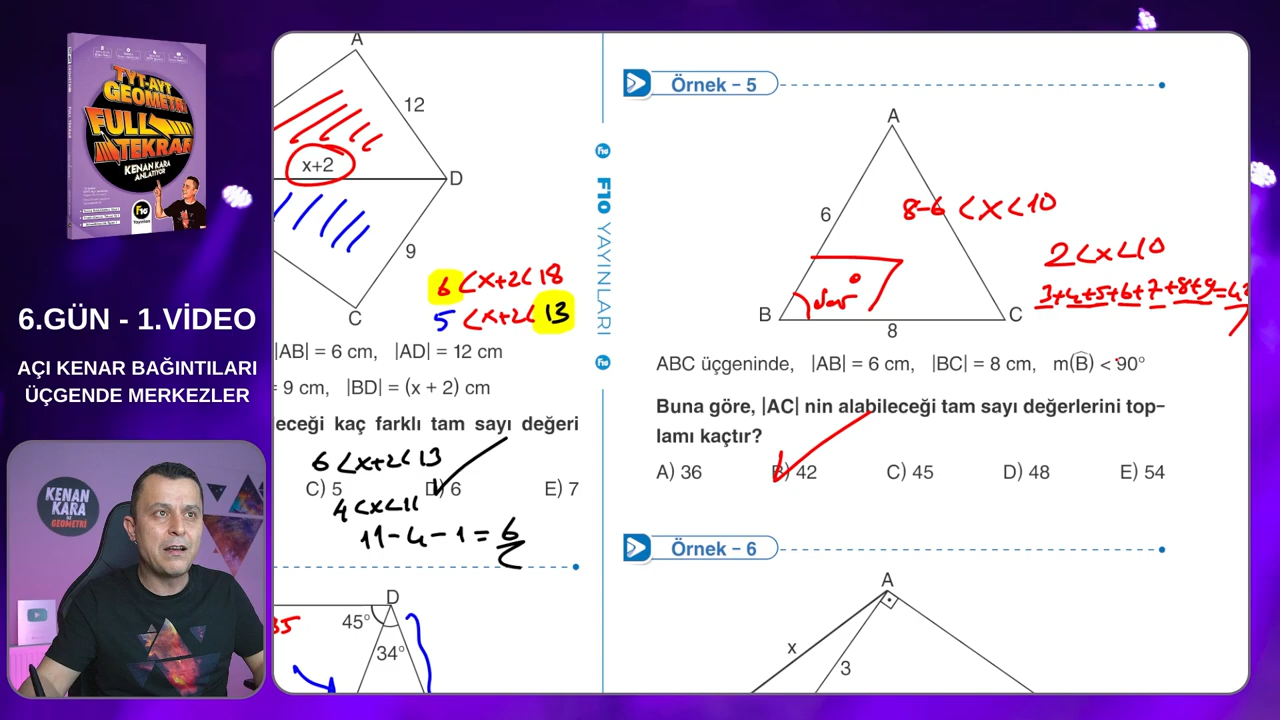 TYT-AYT
GEOMETRİ
FULL
TEKRAR
KENAN KARA
ANLATIYOR
F10
6.GÜN - 1.VİDEO
AÇI KENAR BAĞINTILARI
ÜÇGENDE MERKEZLER
KENAN
KARA
GEOMETRİ
A
12
x+2
D
9
C
6 < x+2 < 18
5 < x+2 < 13
|AB| = 6 cm, |AD| = 12 cm
= 9 cm, |BD| = (x + 2) cm
eceği kaç farklı tam sayı değeri
6 < x+2 < 13
C) 5 D) 6 E) 7
4 < x < 11
11 - 4 - 1 = 6
D
45°
34°
F10 YAYINLARI
Örnek – 5
A
6
8-6 < x < 10
2 < x < 10
3+4+5+6+7+8+9=42
B
C
8
ABC üçgeninde, |AB| = 6 cm, |BC| = 8 cm, m(B) < 90°
Buna göre, |AC| nin alabileceği tam sayı değerlerini top-
lamı kaçtır?
A) 36 B) 42 C) 45 D) 48 E) 54
Örnek – 6
A
x
3